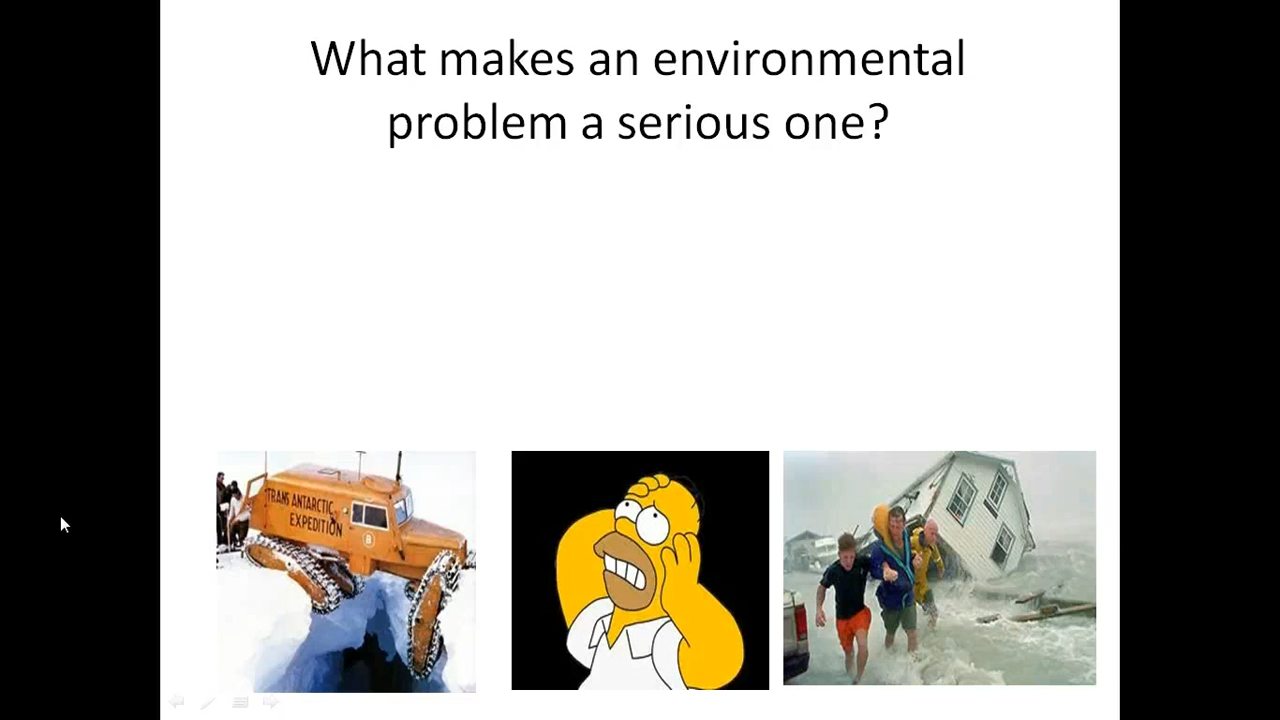 What makes an environmental
problem a serious one?
TRANS ANTARCTIC
EXPEDITION
B